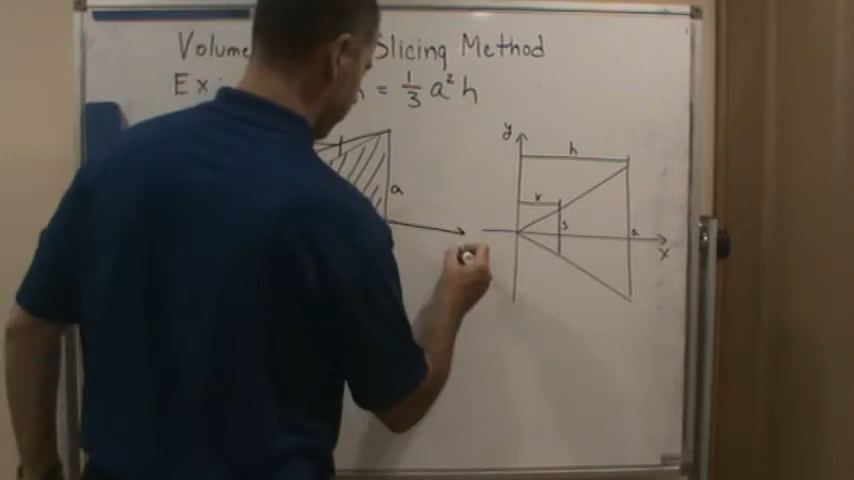 Volume Slicing Method
Ex = 1/3 a² h
a
y
h
x
s
a
x